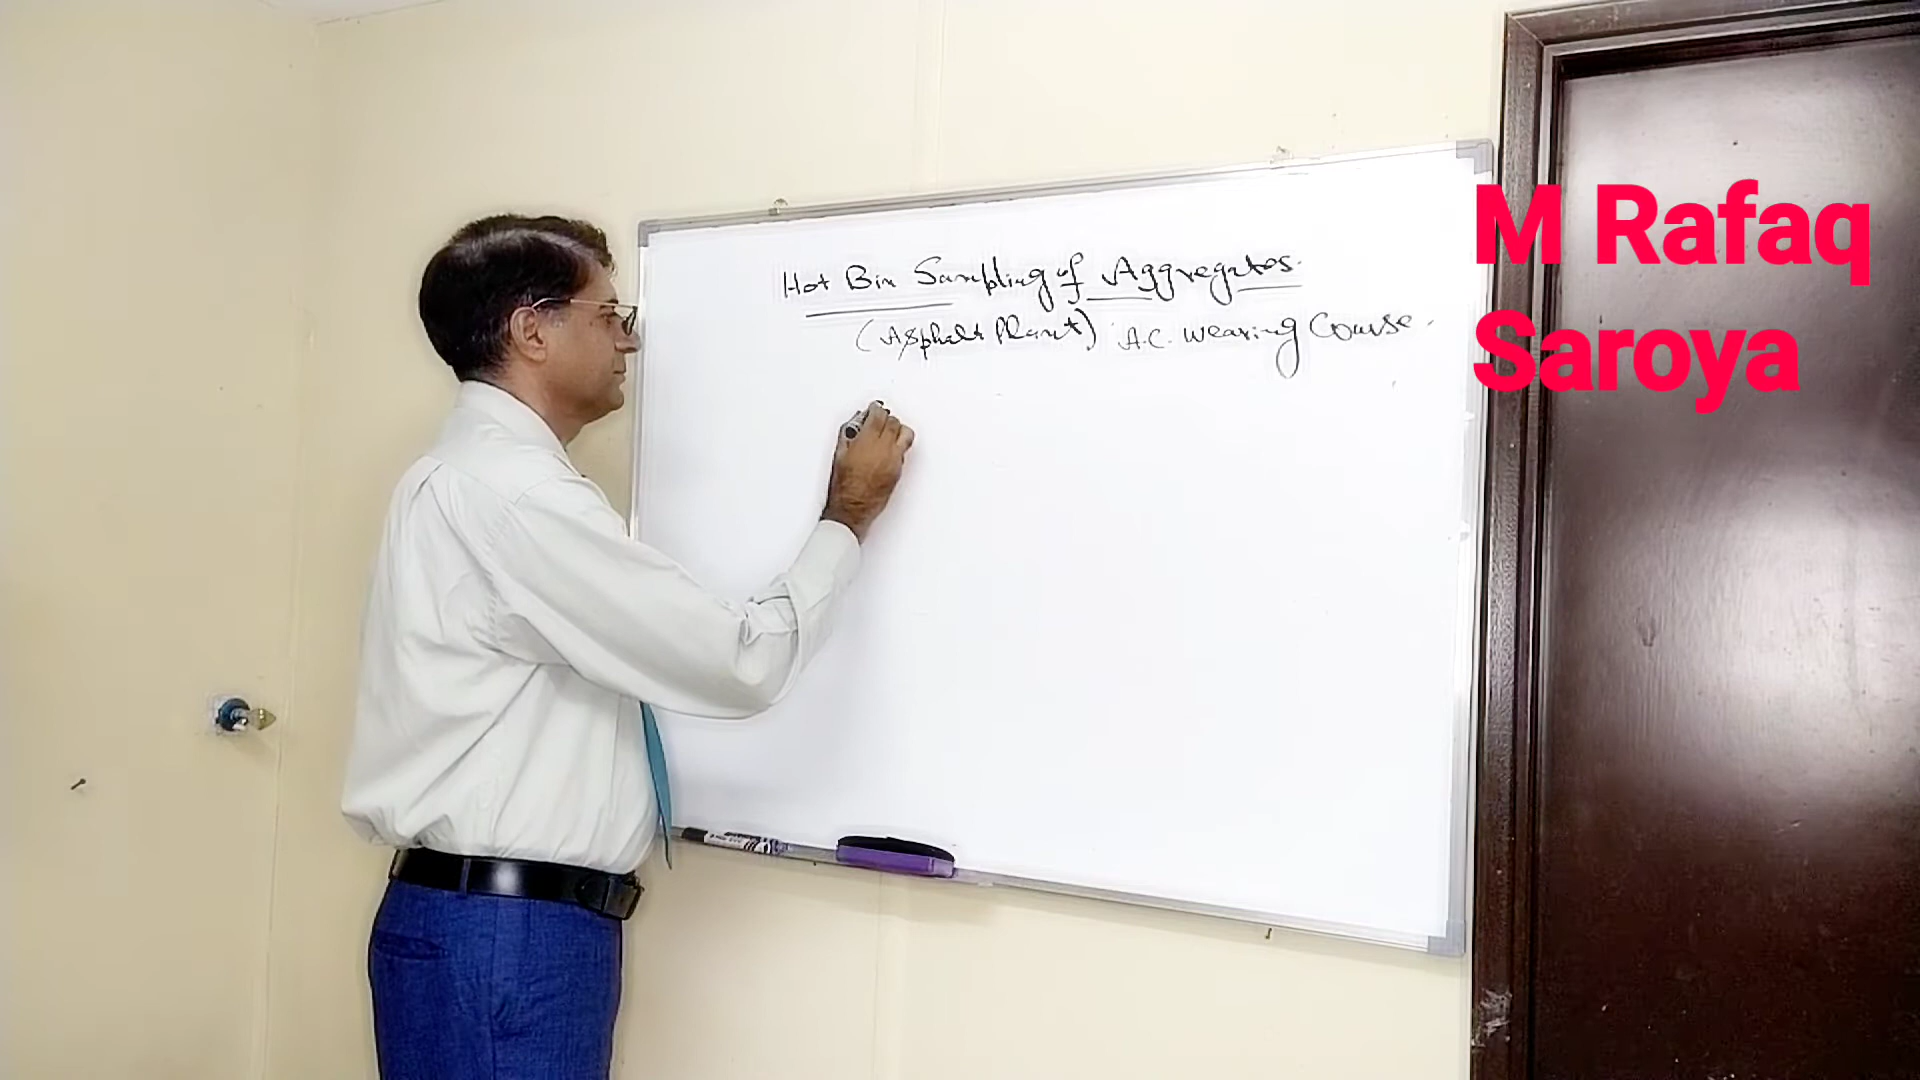 Hot Bin Sampling of Aggregates.
(Asphalt Plant) A.C. Wearing Course.
M Rafaq
Saroya